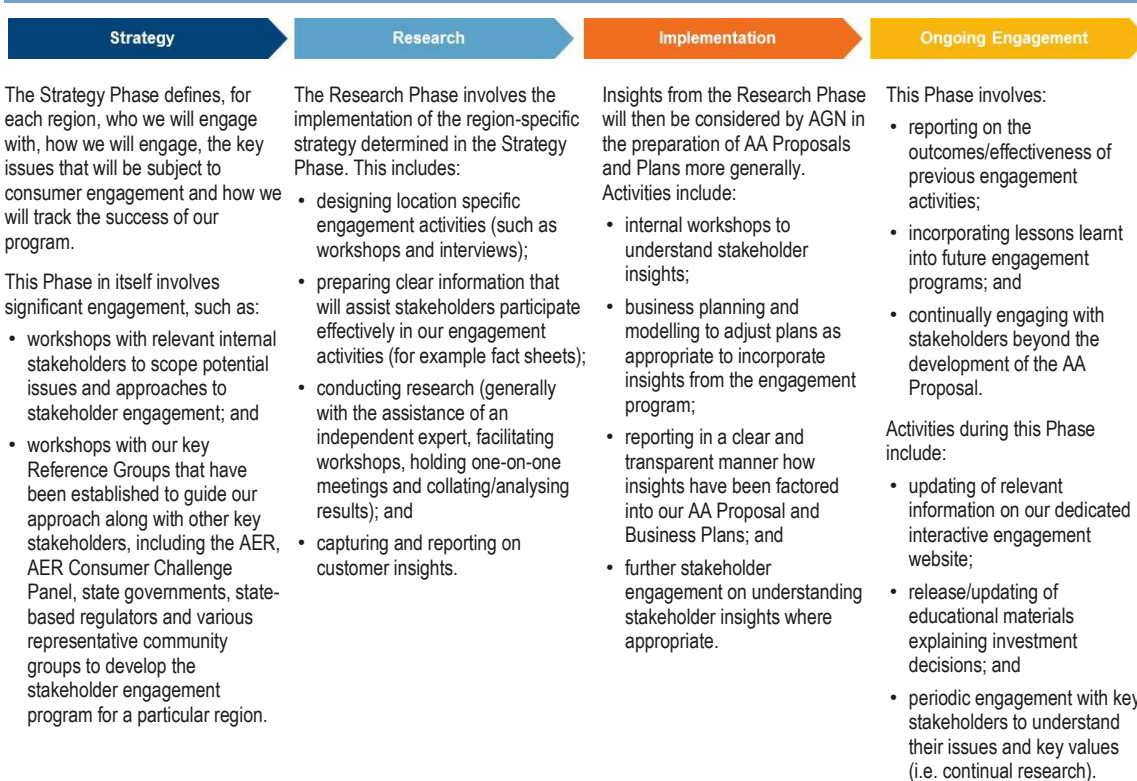 Strategy
Research
Implementation
Ongoing Engagement
The Strategy Phase defines, for
each region, who we will engage
with, how we will engage, the key
issues that will be subject to
consumer engagement and how we
will track the success of our
program.
This Phase in itself involves
significant engagement, such as:
• workshops with relevant internal
stakeholders to scope potential
issues and approaches to
stakeholder engagement; and
• workshops with our key
Reference Groups that have
been established to guide our
approach along with other key
stakeholders, including the AER,
AER Consumer Challenge
Panel, state governments, state-
based regulators and various
representative community
groups to develop the
stakeholder engagement
program for a particular region.
The Research Phase involves the
implementation of the region-specific
strategy determined in the Strategy
Phase. This includes:
• designing location specific
engagement activities (such as
workshops and interviews);
• preparing clear information that
will assist stakeholders participate
effectively in our engagement
activities (for example fact sheets);
• conducting research (generally
with the assistance of an
independent expert, facilitating
workshops, holding one-on-one
meetings and collating/analysing
results); and
• capturing and reporting on
customer insights.
Insights from the Research Phase
will then be considered by AGN in
the preparation of AA Proposals
and Plans more generally.
Activities include:
• internal workshops to
understand stakeholder
insights;
• business planning and
modelling to adjust plans as
appropriate to incorporate
insights from the engagement
program;
• reporting in a clear and
transparent manner how
insights have been factored
into our AA Proposal and
Business Plans; and
• further stakeholder
engagement on understanding
stakeholder insights where
appropriate.
This Phase involves:
• reporting on the
outcomes/effectiveness of
previous engagement
activities;
• incorporating lessons learnt
into future engagement
programs; and
• continually engaging with
stakeholders beyond the
development of the AA
Proposal.
Activities during this Phase
include:
• updating of relevant
information on our dedicated
interactive engagement
website;
• release/updating of
educational materials
explaining investment
decisions; and
• periodic engagement with key
stakeholders to understand
their issues and key values
(i.e. continual research).